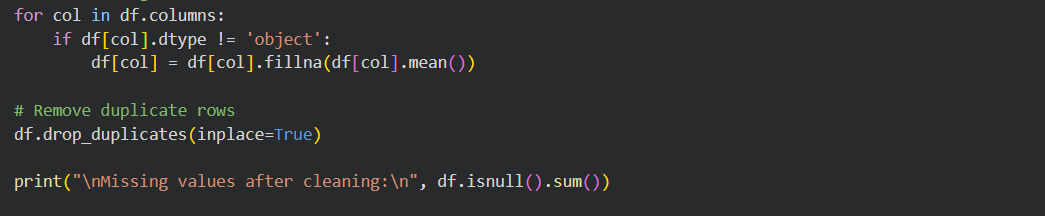 for col in df.columns:
    if df[col].dtype != 'object':
        df[col] = df[col].fillna(df[col].mean())
# Remove duplicate rows
df.drop_duplicates(inplace=True)
print("\nMissing values after cleaning:\n", df.isnull().sum())